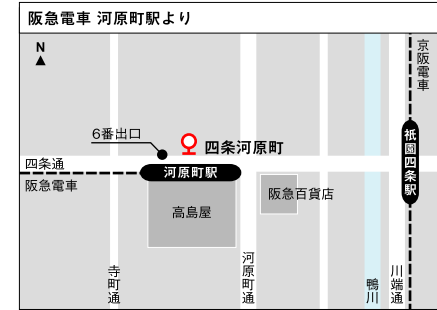 阪急電車 河原町駅より
N
京阪電車
6番出口
四条河原町
祇園四条駅
四条通
河原町駅
阪急電車
阪急百貨店
高島屋
寺町通
河原町通
鴨川
川端通